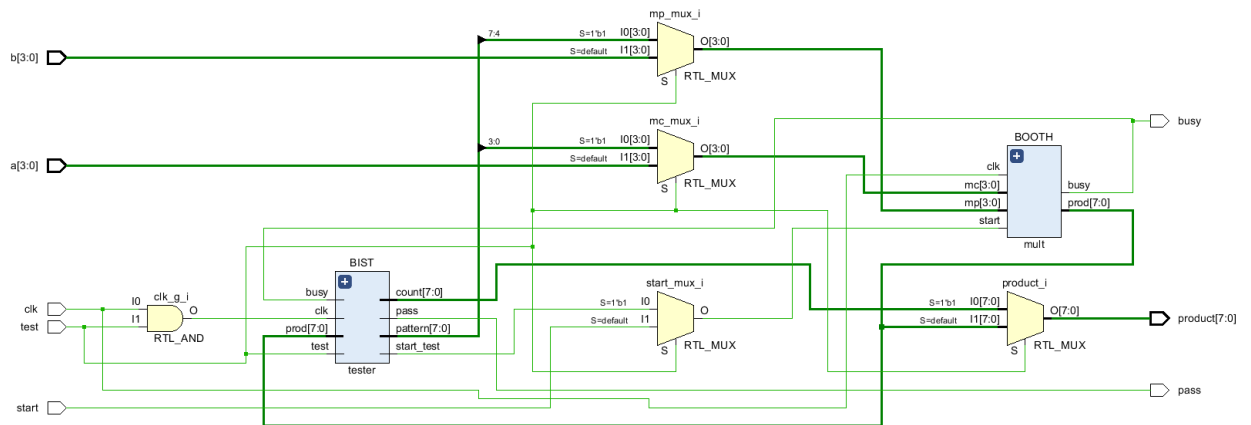 mp_mux_i
7:4
S=1'b1 I0[3:0]
O[3:0]
b[3:0]
S=default I1[3:0]
S
RTL_MUX
mc_mux_i
busy
3:0
S=1'b1 I0[3:0]
BOOTH
O[3:0]
a[3:0]
S=default I1[3:0]
clk
S
RTL_MUX
mc[3:0]
busy
mp[3:0]
prod[7:0]
start
mult
BIST
clk_g_i
start_mux_i
product_i
busy
count[7:0]
clk
I0
O
S=1'b1 I0
S=1'b1 I0[7:0]
clk
pass
O
O[7:0]
product[7:0]
test
I1
S=default I1
S=default I1[7:0]
prod[7:0]
pattern[7:0]
RTL_AND
test
start_test
S
RTL_MUX
S
RTL_MUX
tester
pass
start